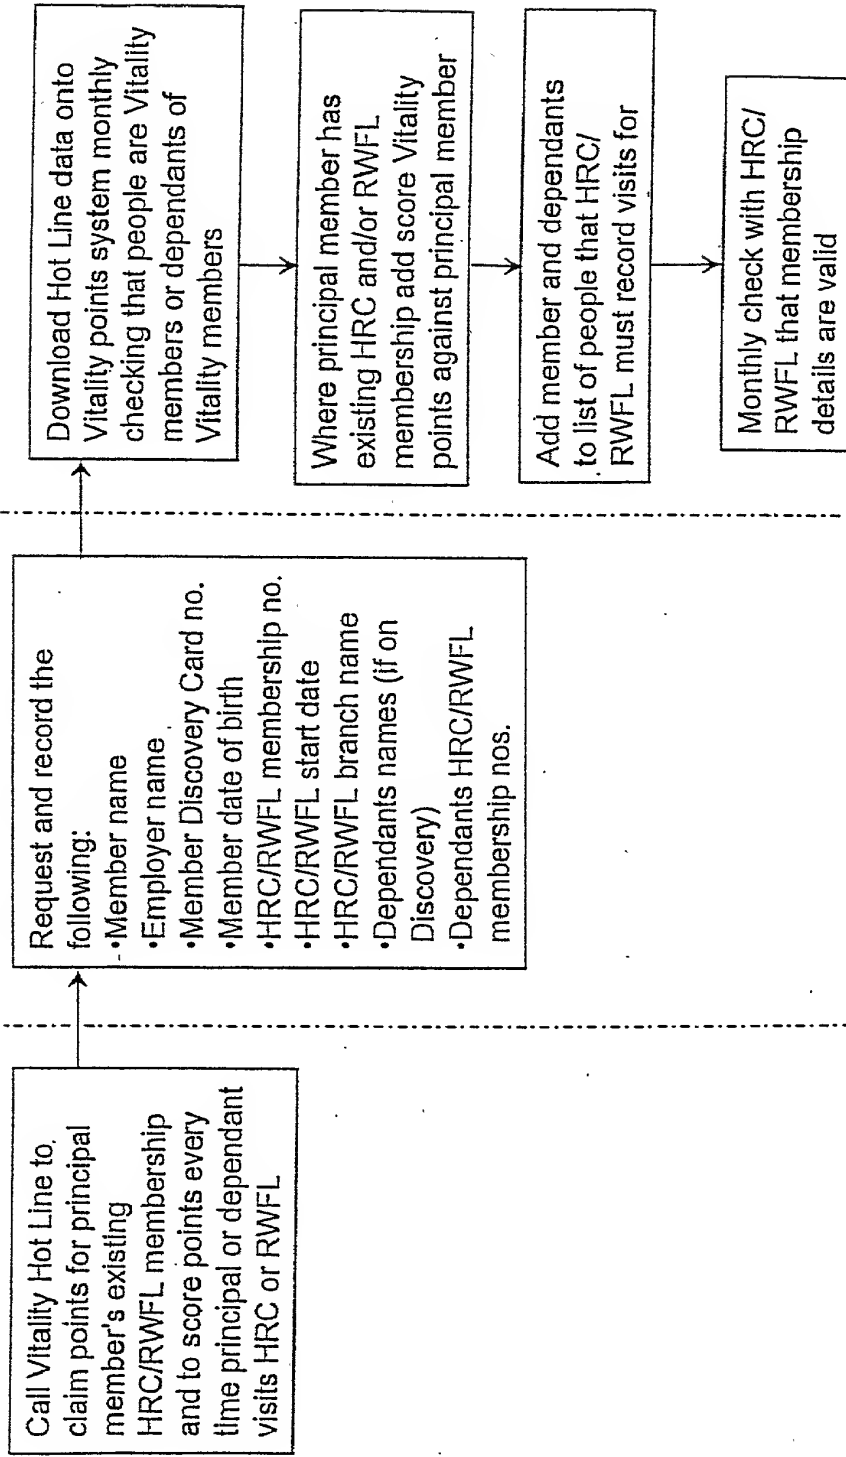 Call Vitality Hot Line to
claim points for principal
member's existing
HRC/RWFL membership
and to score points every
time principal or dependant
visits HRC or RWFL
Request and record the
following:
•Member name
•Employer name
•Member Discovery Card no.
•Member date of birth
•HRC/RWFL membership no.
•HRC/RWFL start date
•HRC/RWFL branch name
•Dependants names (if on
Discovery)
•Dependants HRC/RWFL
membership nos.
Download Hot Line data onto
Vitality points system monthly
checking that people are Vitality
members or dependants of
Vitality members
Where principal member has
existing HRC and/or RWFL
membership add score Vitality
points against principal member
Add member and dependants
to list of people that HRC/
RWFL must record visits for
Monthly check with HRC/
RWFL that membership
details are valid